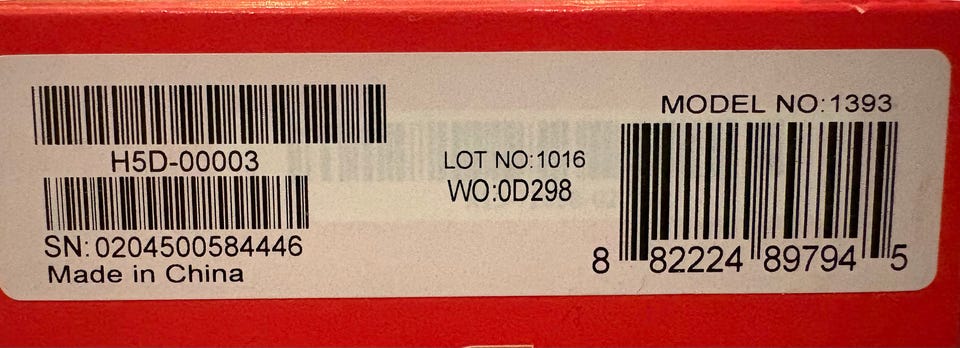 H5D-00003
SN: 0204500584446
Made in China
LOT NO:1016
WO:0D298
MODEL NO:1393
8 82224 89794 5